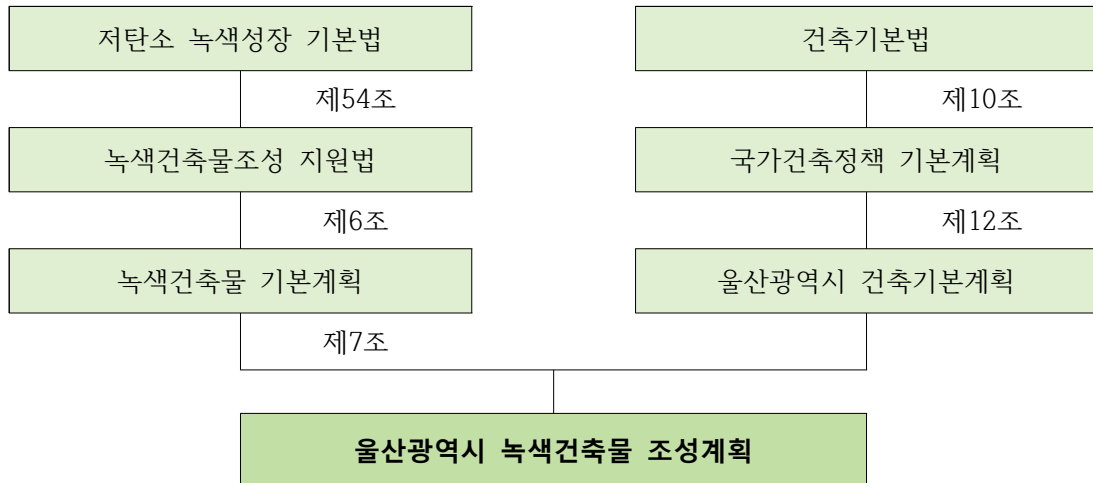 저탄소 녹색성장 기본법
건축기본법
제54조
제10조
녹색건축물조성 지원법
국가건축정책 기본계획
제6조
제12조
녹색건축물 기본계획
울산광역시 건축기본계획
제7조
울산광역시 녹색건축물 조성계획